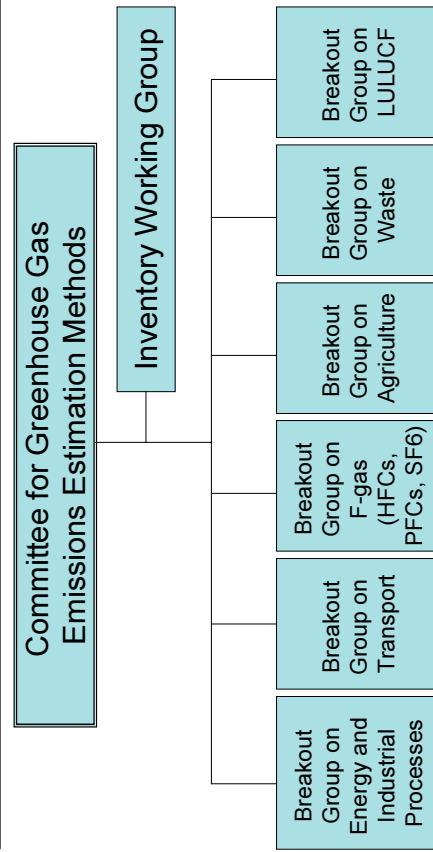 Committee for Greenhouse Gas
Emissions Estimation Methods
Inventory Working Group
Breakout
Group on
Energy and
Industrial
Processes
Breakout
Group on
Transport
Breakout
Group on
F-gas
(HFCs,
PFCs, SF6)
Breakout
Group on
Agriculture
Breakout
Group on
Waste
Breakout
Group on
LULUCF